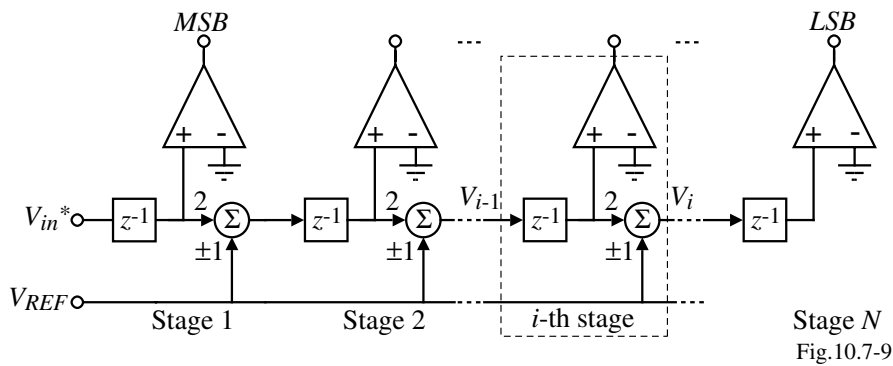 MSB LSB
+ - + - + - + -
V_in* z⁻¹ 2 Σ z⁻¹ 2 Σ V_i-1 z⁻¹ 2 Σ V_i z⁻¹
±1 ±1 ±1
V_REF
Stage 1 Stage 2 i-th stage Stage N
Fig.10.7-9